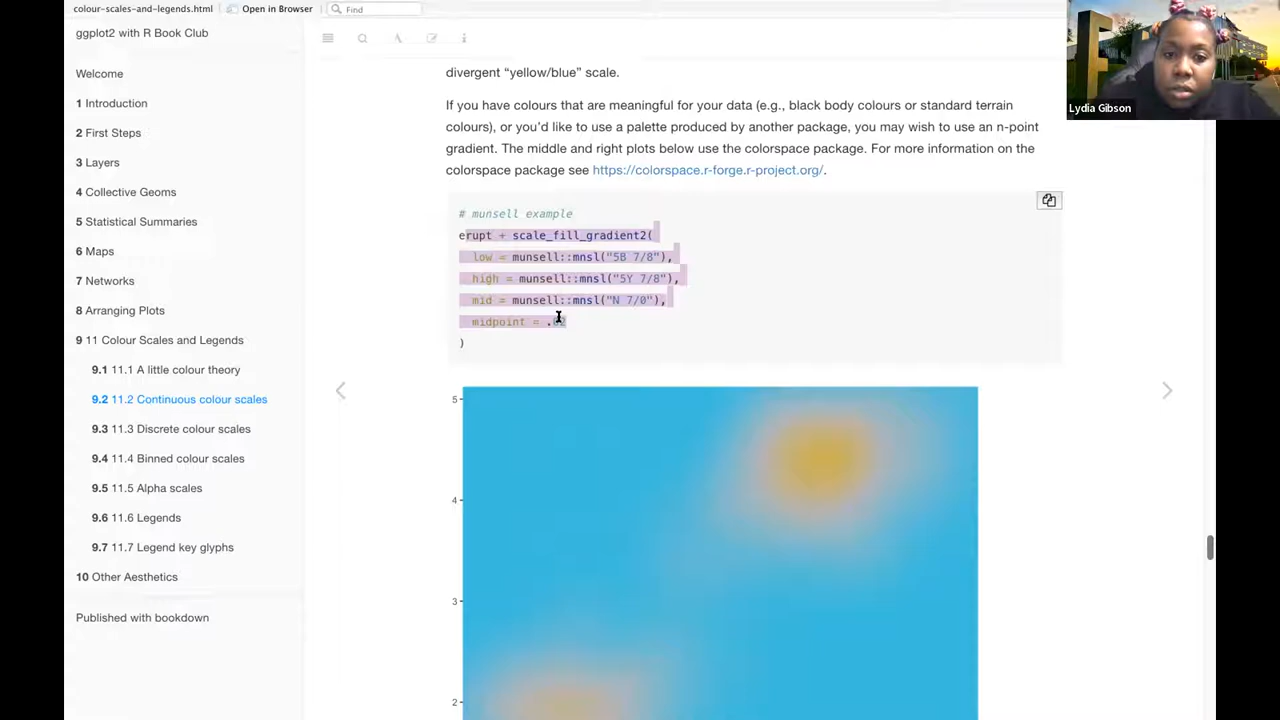 colour-scales-and-legends.html
Open in Browser
Find
ggplot2 with R Book Club
Welcome
1 Introduction
2 First Steps
3 Layers
4 Collective Geoms
5 Statistical Summaries
6 Maps
7 Networks
8 Arranging Plots
9 11 Colour Scales and Legends
9.1 11.1 A little colour theory
9.2 11.2 Continuous colour scales
9.3 11.3 Discrete colour scales
9.4 11.4 Binned colour scales
9.5 11.5 Alpha scales
9.6 11.6 Legends
9.7 11.7 Legend key glyphs
10 Other Aesthetics
Published with bookdown
divergent “yellow/blue” scale.
If you have colours that are meaningful for your data (e.g., black body colours or standard terrain
colours), or you’d like to use a palette produced by another package, you may wish to use an n-point
gradient. The middle and right plots below use the colorspace package. For more information on the
colorspace package see https://colorspace.r-forge.r-project.org/.
# munsell example
erupt + scale_fill_gradient2(
low = munsell::mnsl("5B 7/8"),
high = munsell::mnsl("5Y 7/8"),
mid = munsell::mnsl("N 7/0"),
midpoint =
)
5
4
3
2
Lydia Gibson